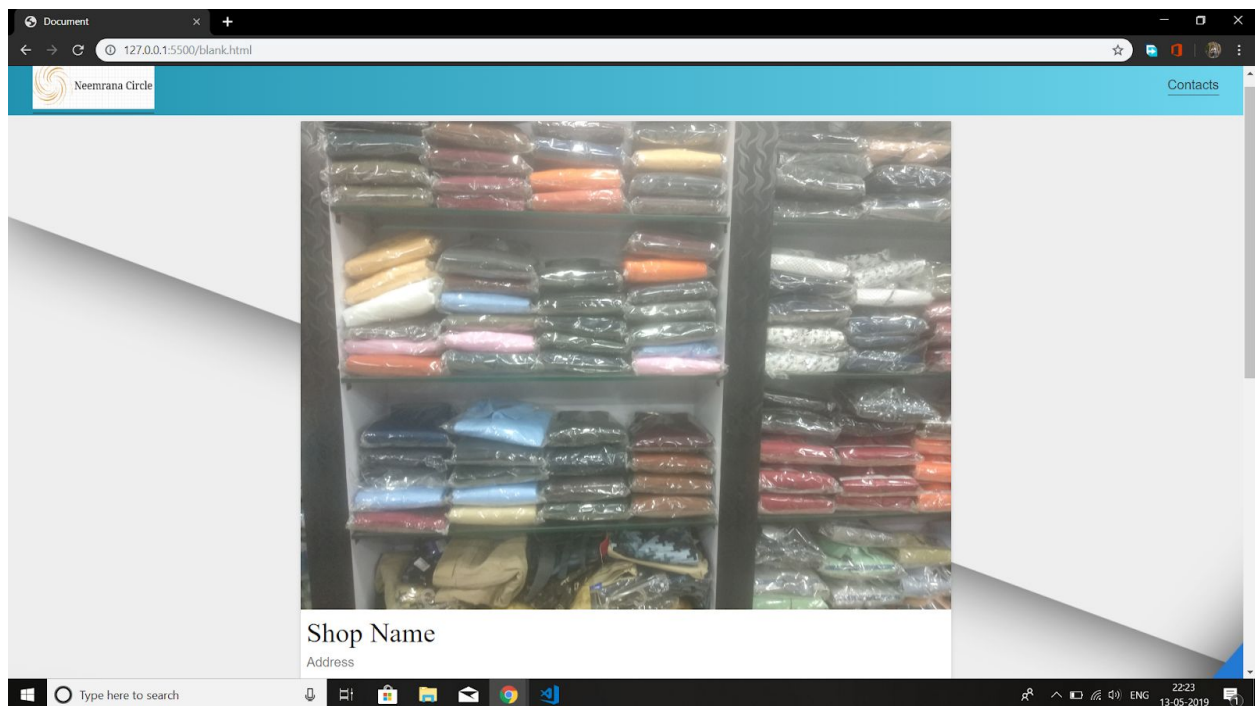 Document
127.0.0.1:5500/blank.html
Neemrana Circle
Contacts
Shop Name
Address
Type here to search
ENG
22:23
13-05-2019
1